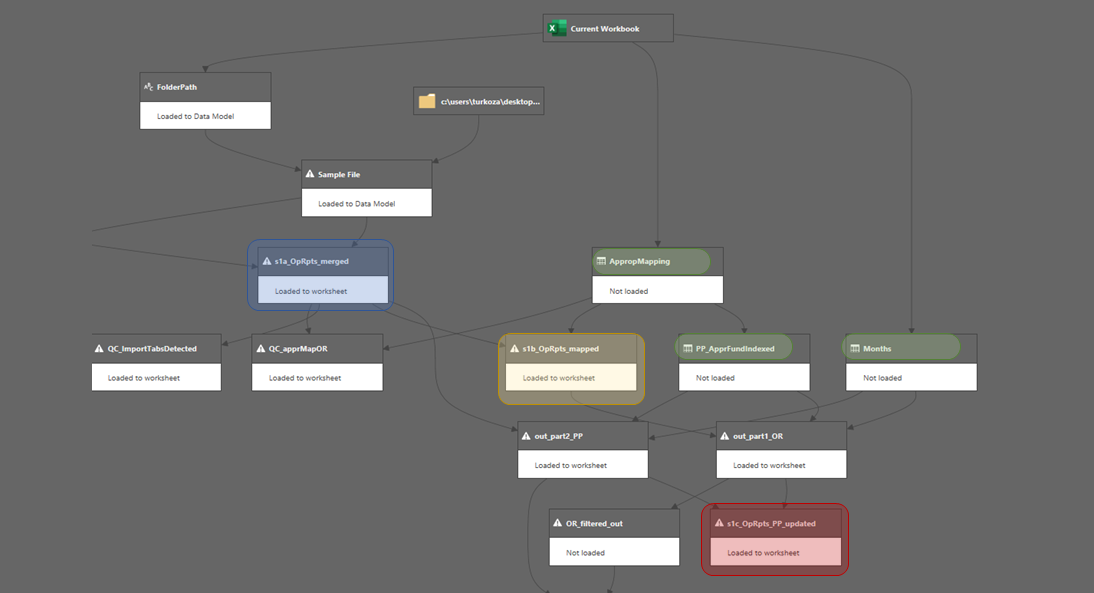 Current Workbook
FolderPath
Loaded to Data Model
c:\users\turkoza\desktop...
Sample File
Loaded to Data Model
s1a_OpRpts_merged
Loaded to worksheet
AppropMapping
Not loaded
QC_ImportTabsDetected
Loaded to worksheet
QC_apprMapOR
Loaded to worksheet
s1b_OpRpts_mapped
Loaded to worksheet
PP_ApprFundIndexed
Not loaded
Months
Not loaded
out_part2_PP
Loaded to worksheet
out_part1_OR
Loaded to worksheet
OR_filtered_out
Not loaded
s1c_OpRpts_PP_updated
Loaded to worksheet